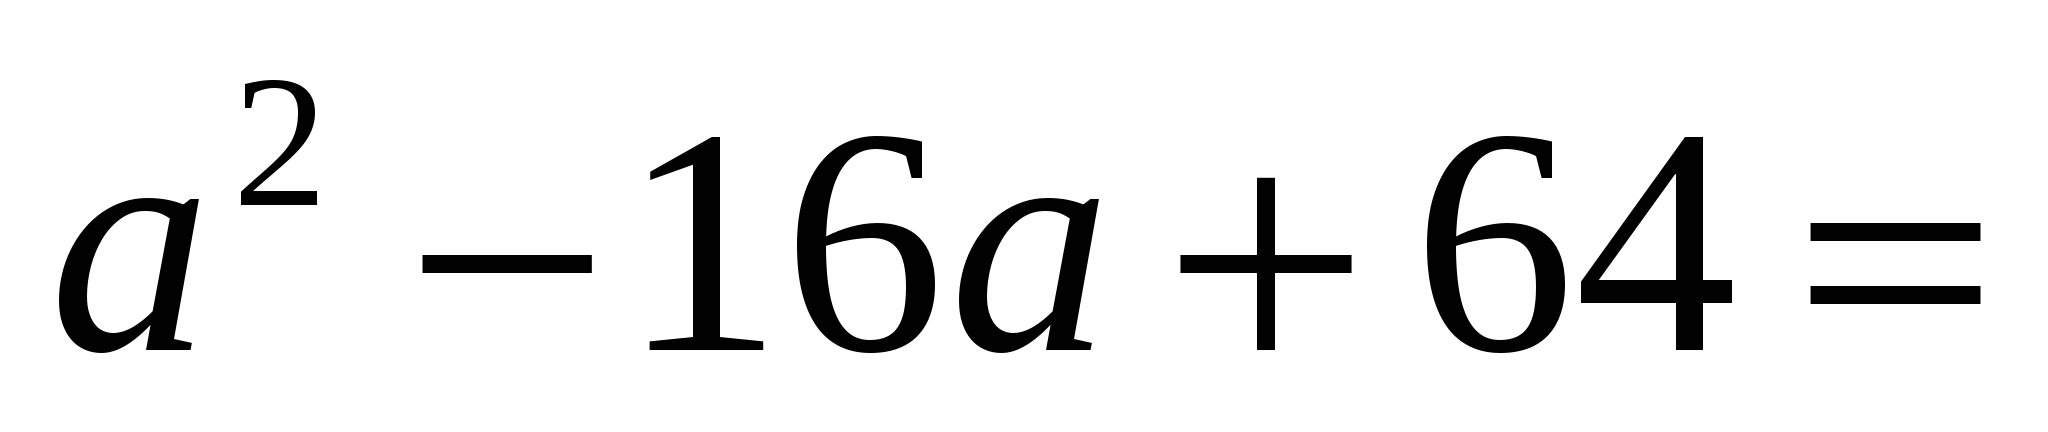 a² − 16a + 64 =